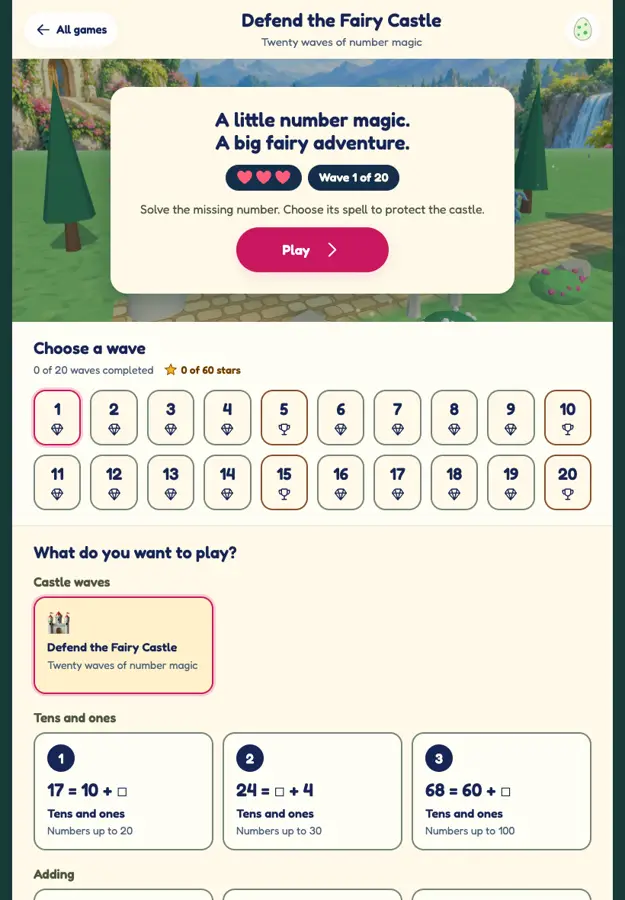 All games
Defend the Fairy Castle
Twenty waves of number magic
A little number magic.
A big fairy adventure.
Wave 1 of 20
Solve the missing number. Choose its spell to protect the castle.
Play
Choose a wave
0 of 20 waves completed
0 of 60 stars
1 2 3 4 5 6 7 8 9 10
11 12 13 14 15 16 17 18 19 20
What do you want to play?
Castle waves
Defend the Fairy Castle
Twenty waves of number magic
Tens and ones
1
17 = 10 + □
Tens and ones
Numbers up to 20
2
24 = □ + 4
Tens and ones
Numbers up to 30
3
68 = 60 + □
Tens and ones
Numbers up to 100
Adding